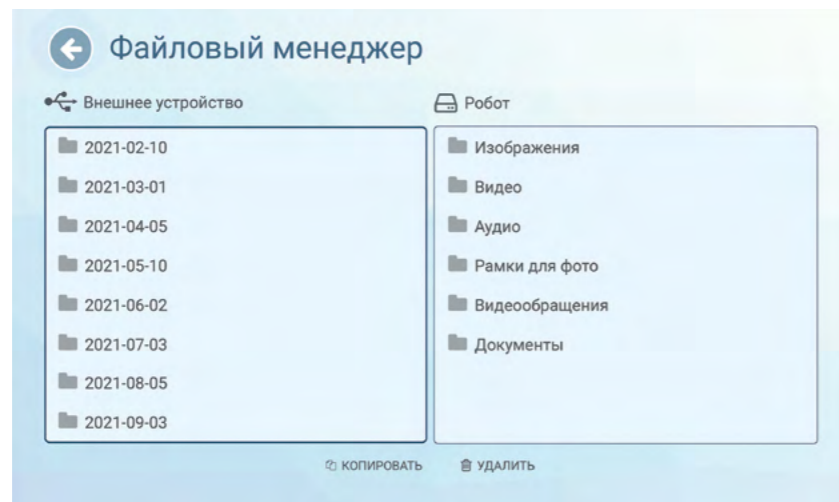 Файловый менеджер
Внешнее устройство
2021-02-10
2021-03-01
2021-04-05
2021-05-10
2021-06-02
2021-07-03
2021-08-05
2021-09-03
Робот
Изображения
Видео
Аудио
Рамки для фото
Видеообращения
Документы
КОПИРОВАТЬ
УДАЛИТЬ